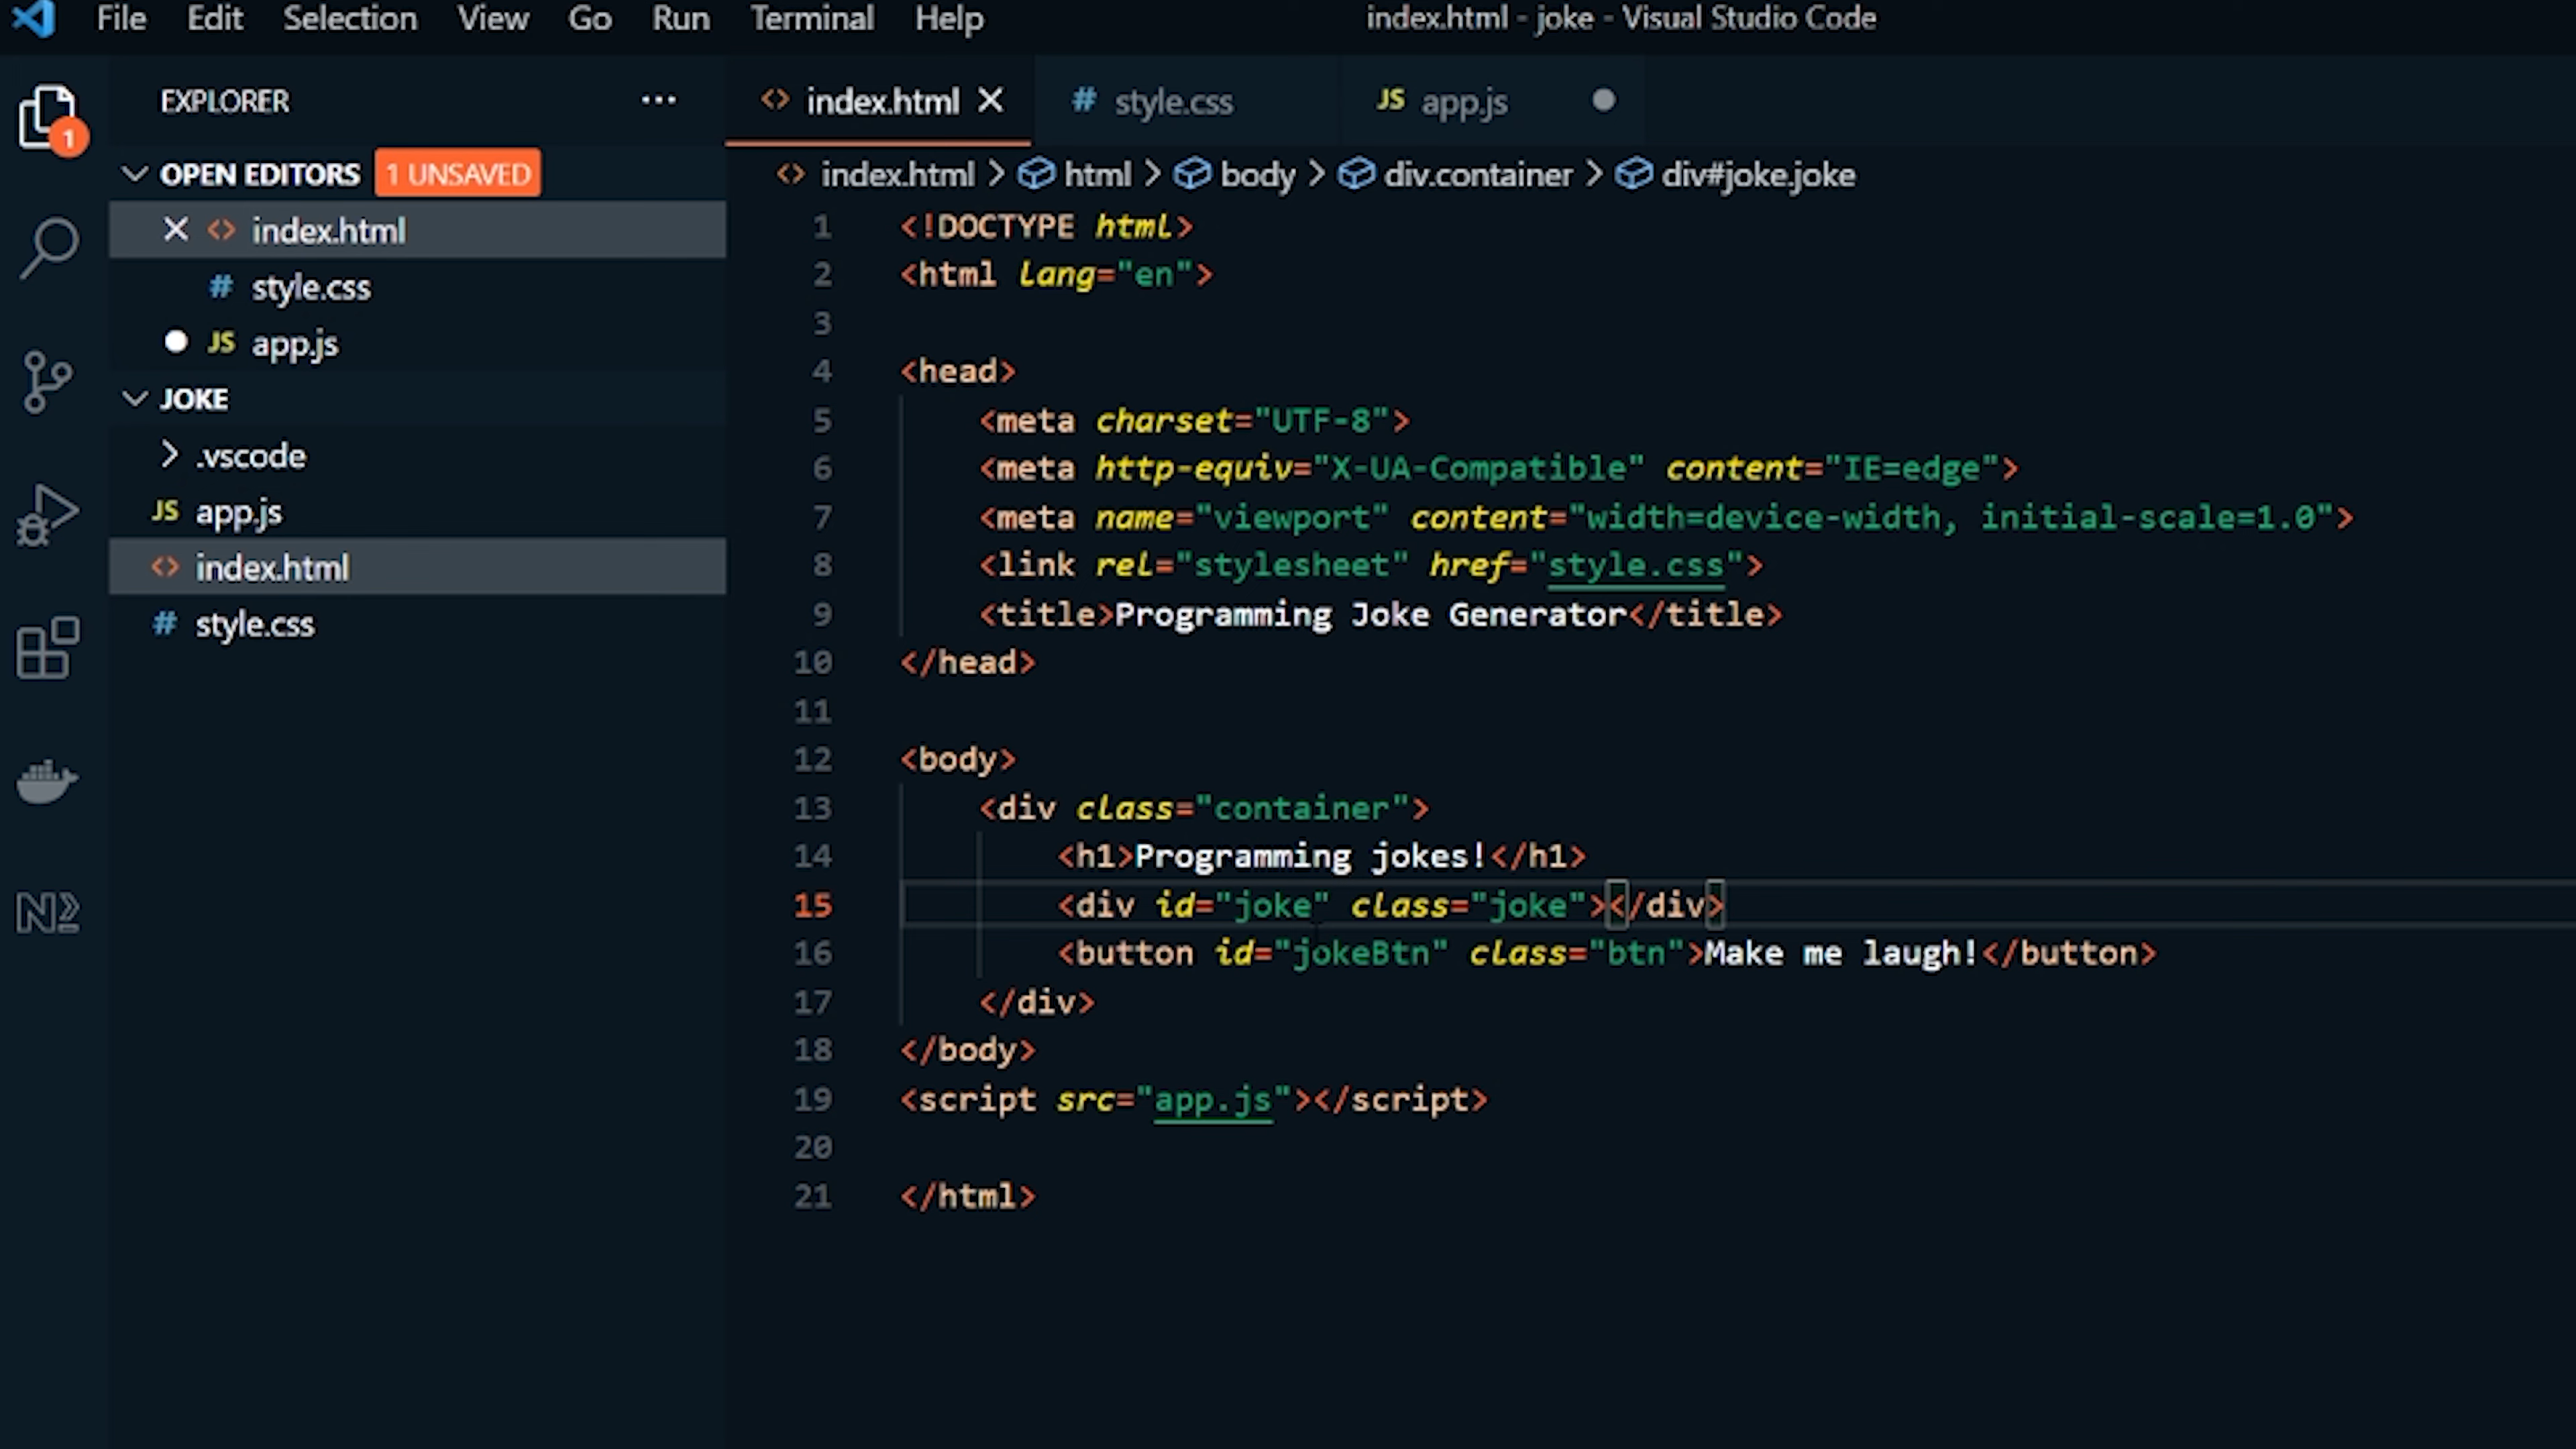 File Edit Selection View Go Run Terminal Help
index.html - joke - Visual Studio Code
EXPLORER ...
1
OPEN EDITORS 1 UNSAVED
index.html
# style.css
JS app.js
JOKE
.vscode
JS app.js
index.html
# style.css
index.html # style.css JS app.js
index.html > html > body > div.container > div#joke.joke
1 <!DOCTYPE html>
2 <html lang="en">
3
4 <head>
5 <meta charset="UTF-8">
6 <meta http-equiv="X-UA-Compatible" content="IE=edge">
7 <meta name="viewport" content="width=device-width, initial-scale=1.0">
8 <link rel="stylesheet" href="style.css">
9 <title>Programming Joke Generator</title>
10 </head>
11
12 <body>
13 <div class="container">
14 <h1>Programming jokes!</h1>
15 <div id="joke" class="joke"></div>
16 <button id="jokeBtn" class="btn">Make me laugh!</button>
17 </div>
18 </body>
19 <script src="app.js"></script>
20
21 </html>